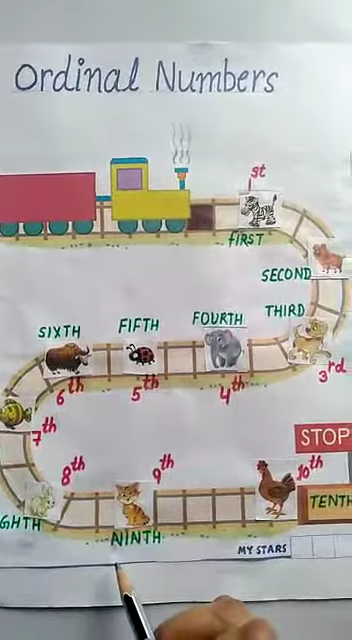 Ordinal Numbers
1st
FIRST
SECOND
THIRD
3rd
FOURTH
4th
FIFTH
5th
SIXTH
6th
7th
8th
GHTH
9th
NINTH
STOP
10th
TENTH
MY STARS